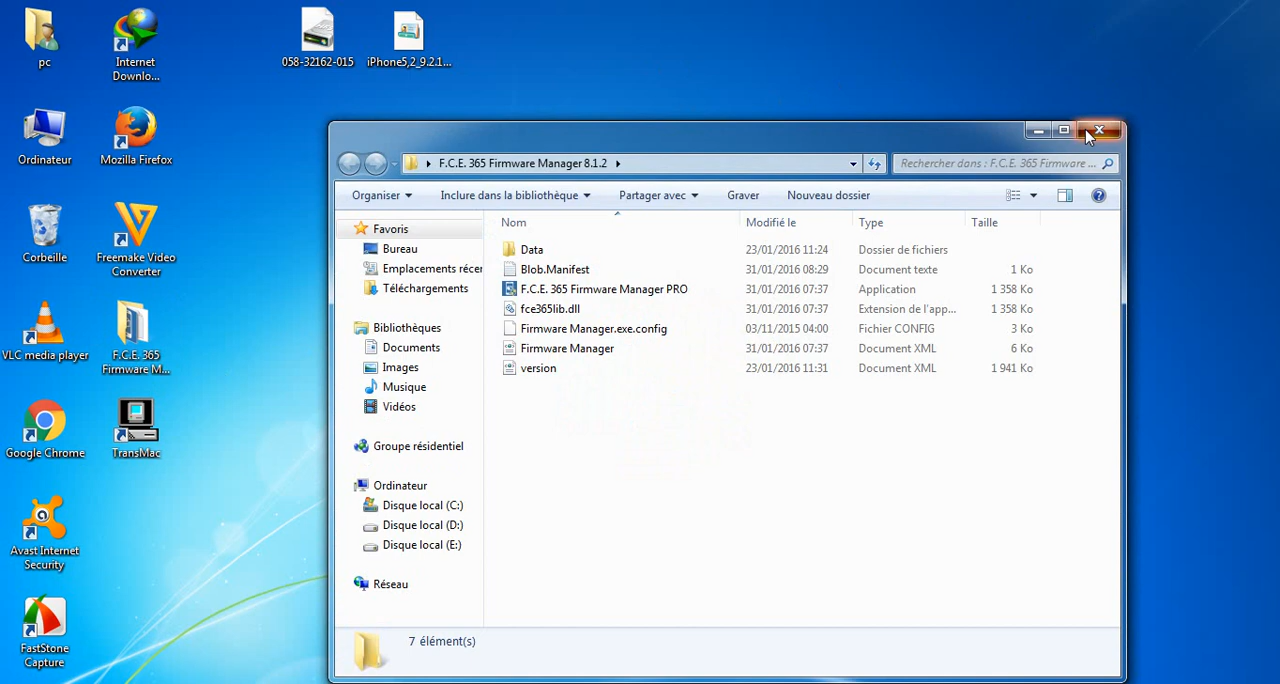 pc
Internet
Downlo...
058-32162-015
iPhone5,2_9.2.1...
Ordinateur
Mozilla Firefox
Corbeille
Freemake Video
Converter
VLC media player
F.C.E. 365
Firmware M...
Google Chrome
TransMac
Avast Internet
Security
FastStone
Capture
F.C.E. 365 Firmware Manager 8.1.2
Rechercher dans : F.C.E. 365 Firmware ...
Organiser
Inclure dans la bibliothèque
Partager avec
Graver
Nouveau dossier
Favoris
Bureau
Emplacements récer
Téléchargements
Bibliothèques
Documents
Images
Musique
Vidéos
Groupe résidentiel
Ordinateur
Disque local (C:)
Disque local (D:)
Disque local (E:)
Réseau
Nom Modifié le Type Taille
Data 23/01/2016 11:24 Dossier de fichiers
Blob.Manifest 31/01/2016 08:29 Document texte 1 Ko
F.C.E. 365 Firmware Manager PRO 31/01/2016 07:37 Application 1 358 Ko
fce365lib.dll 31/01/2016 07:37 Extension de l'app... 1 358 Ko
Firmware Manager.exe.config 03/11/2015 04:00 Fichier CONFIG 3 Ko
Firmware Manager 31/01/2016 07:37 Document XML 6 Ko
version 23/01/2016 11:31 Document XML 1 941 Ko
7 élément(s)